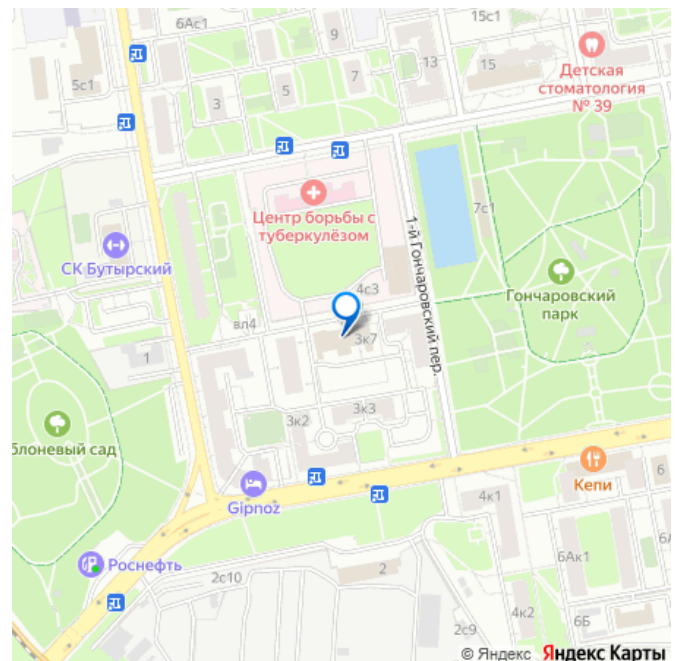 6Ас1
9
15с1
5с1
13
15
7
5
3
Детская
стоматология
№ 39
Центр борьбы с
туберкулёзом
7с1
СК Бутырский
1-й Гончаровский пер.
Гончаровский
парк
4с3
вл4
3к7
1
3к3
3к2
блоневый сад
Gipnoz
Кепи
6
4к1
Роснефть
6Ак1
6А
2с10
2
4к2
6Б
2с9
© Яндекс Яндекс Карты